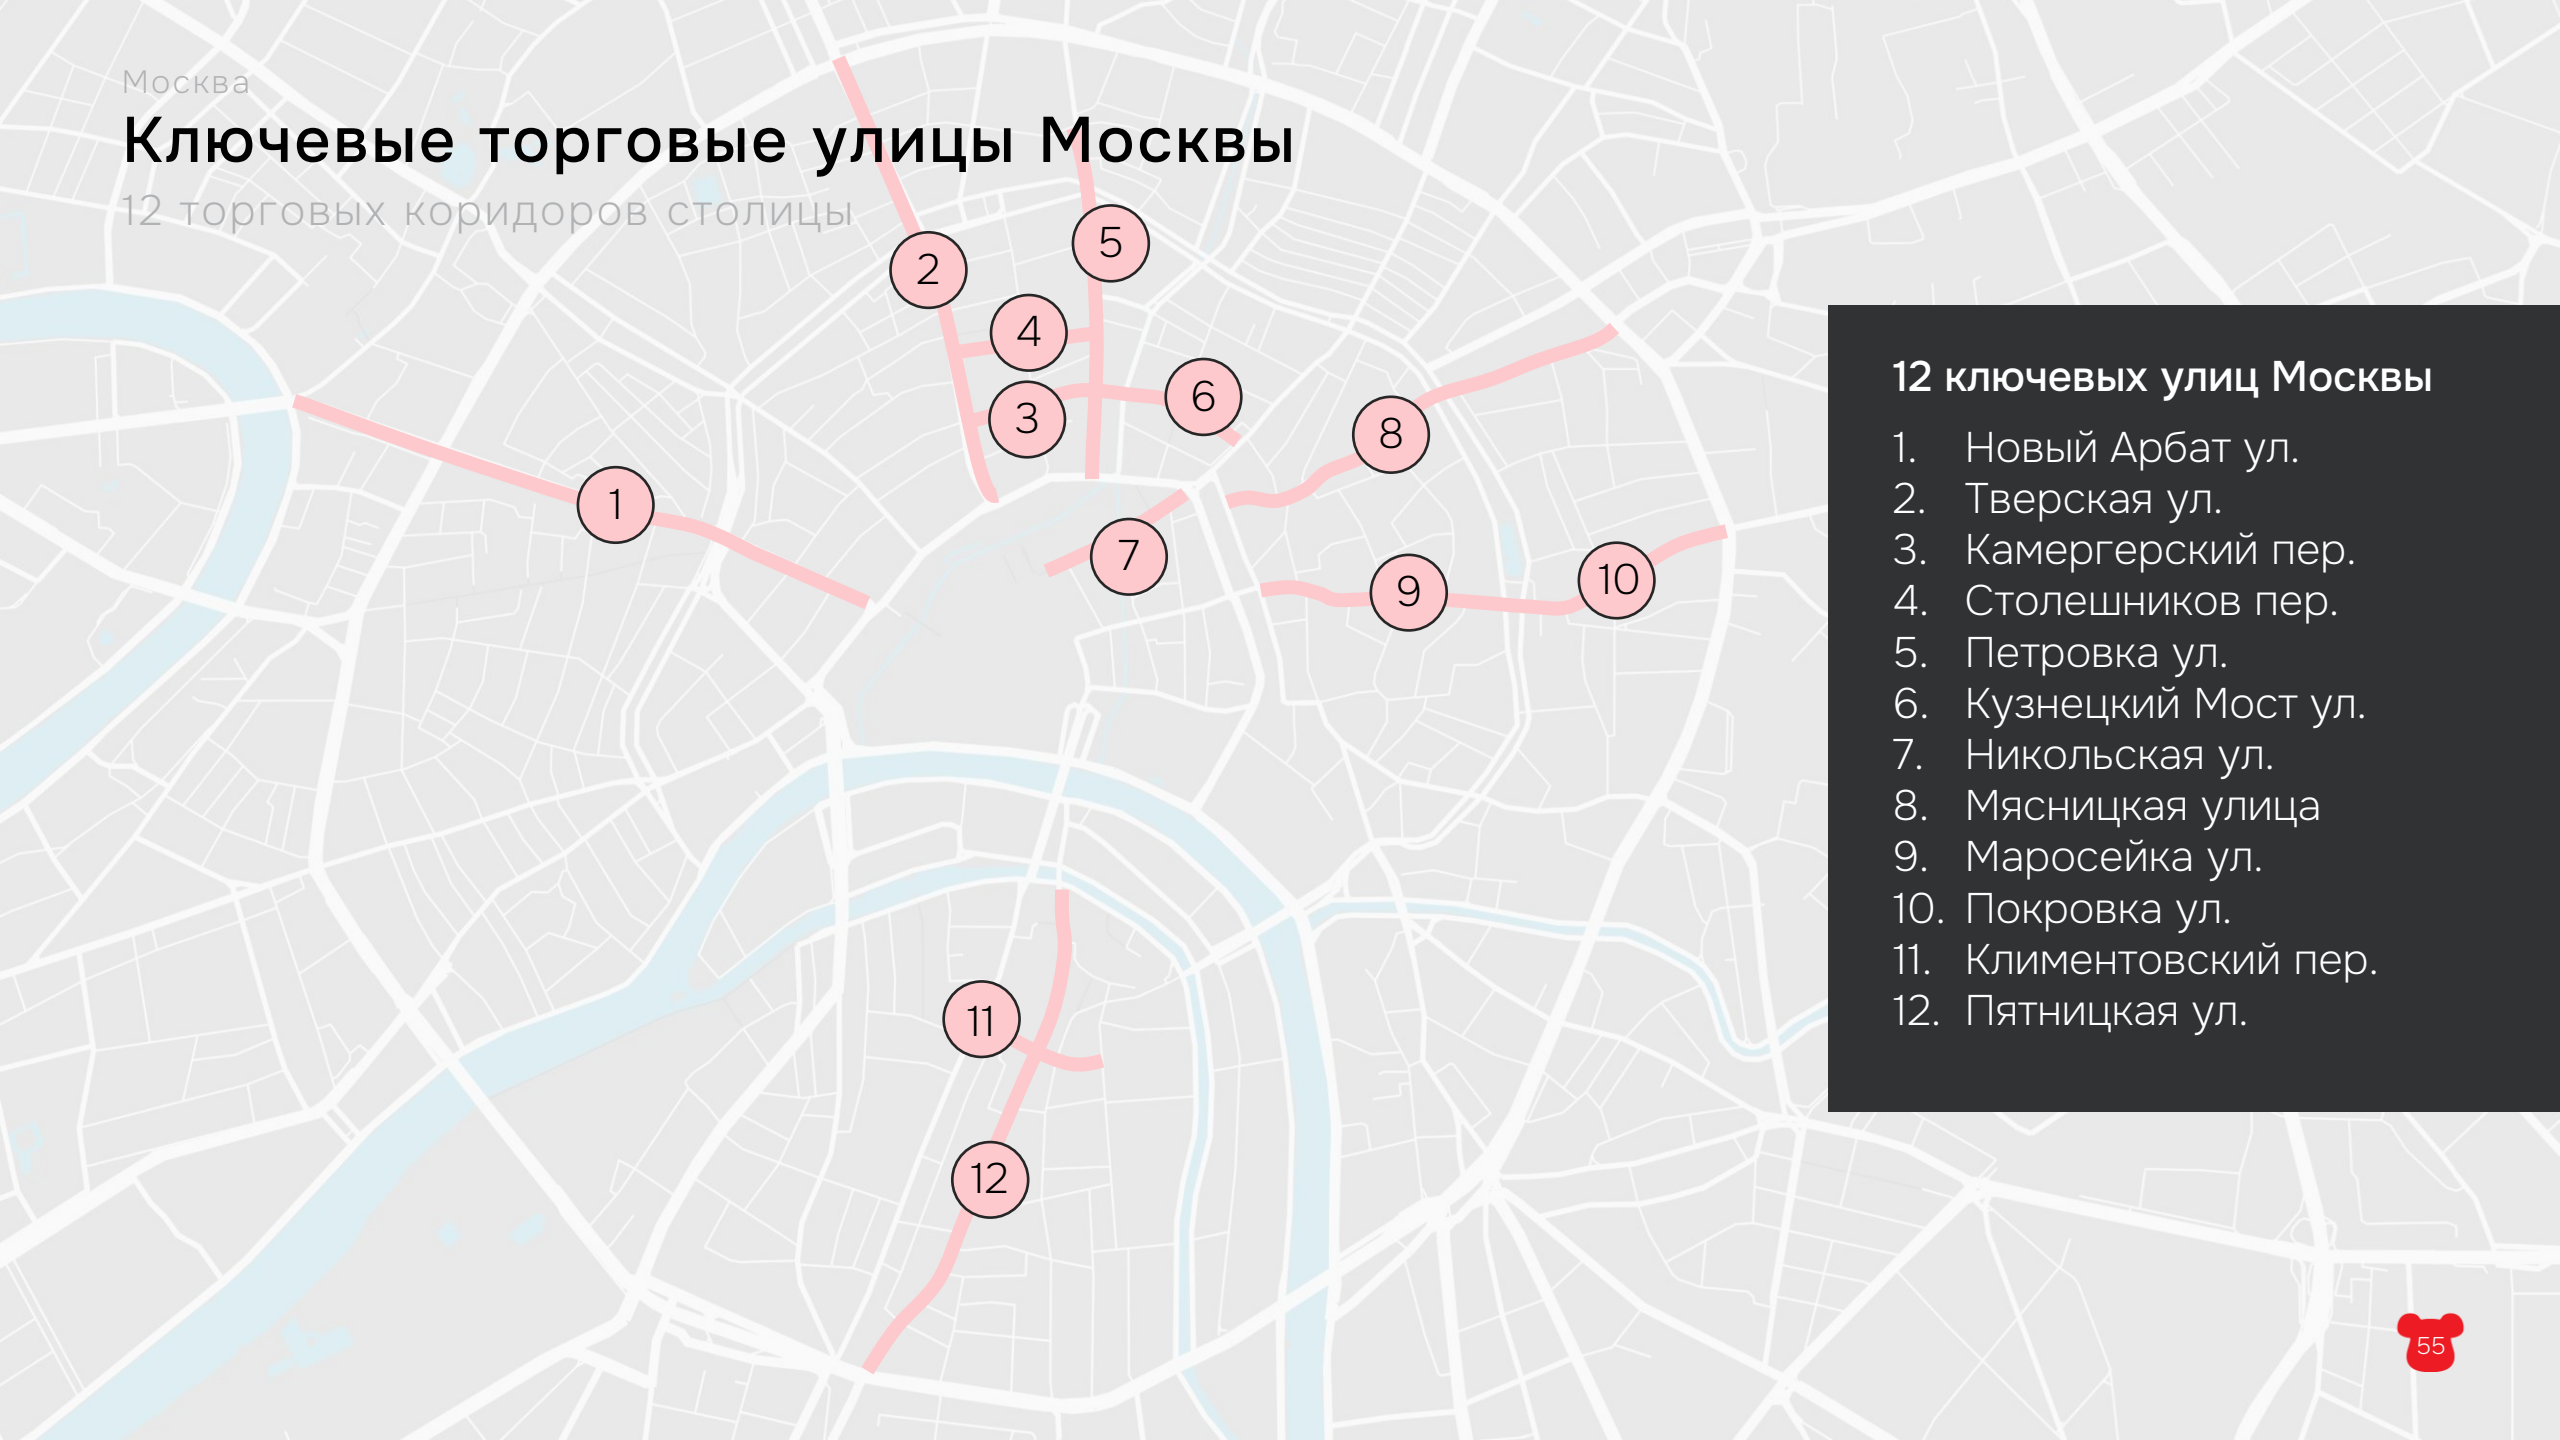 Москва
Ключевые торговые улицы Москвы
12 торговых коридоров столицы
2
5
4
3
6
8
1
7
9
10
11
12
12 ключевых улиц Москвы
1. Новый Арбат ул.
2. Тверская ул.
3. Камергерский пер.
4. Столешников пер.
5. Петровка ул.
6. Кузнецкий Мост ул.
7. Никольская ул.
8. Мясницкая улица
9. Маросейка ул.
10. Покровка ул.
11. Климентовский пер.
12. Пятницкая ул.
55